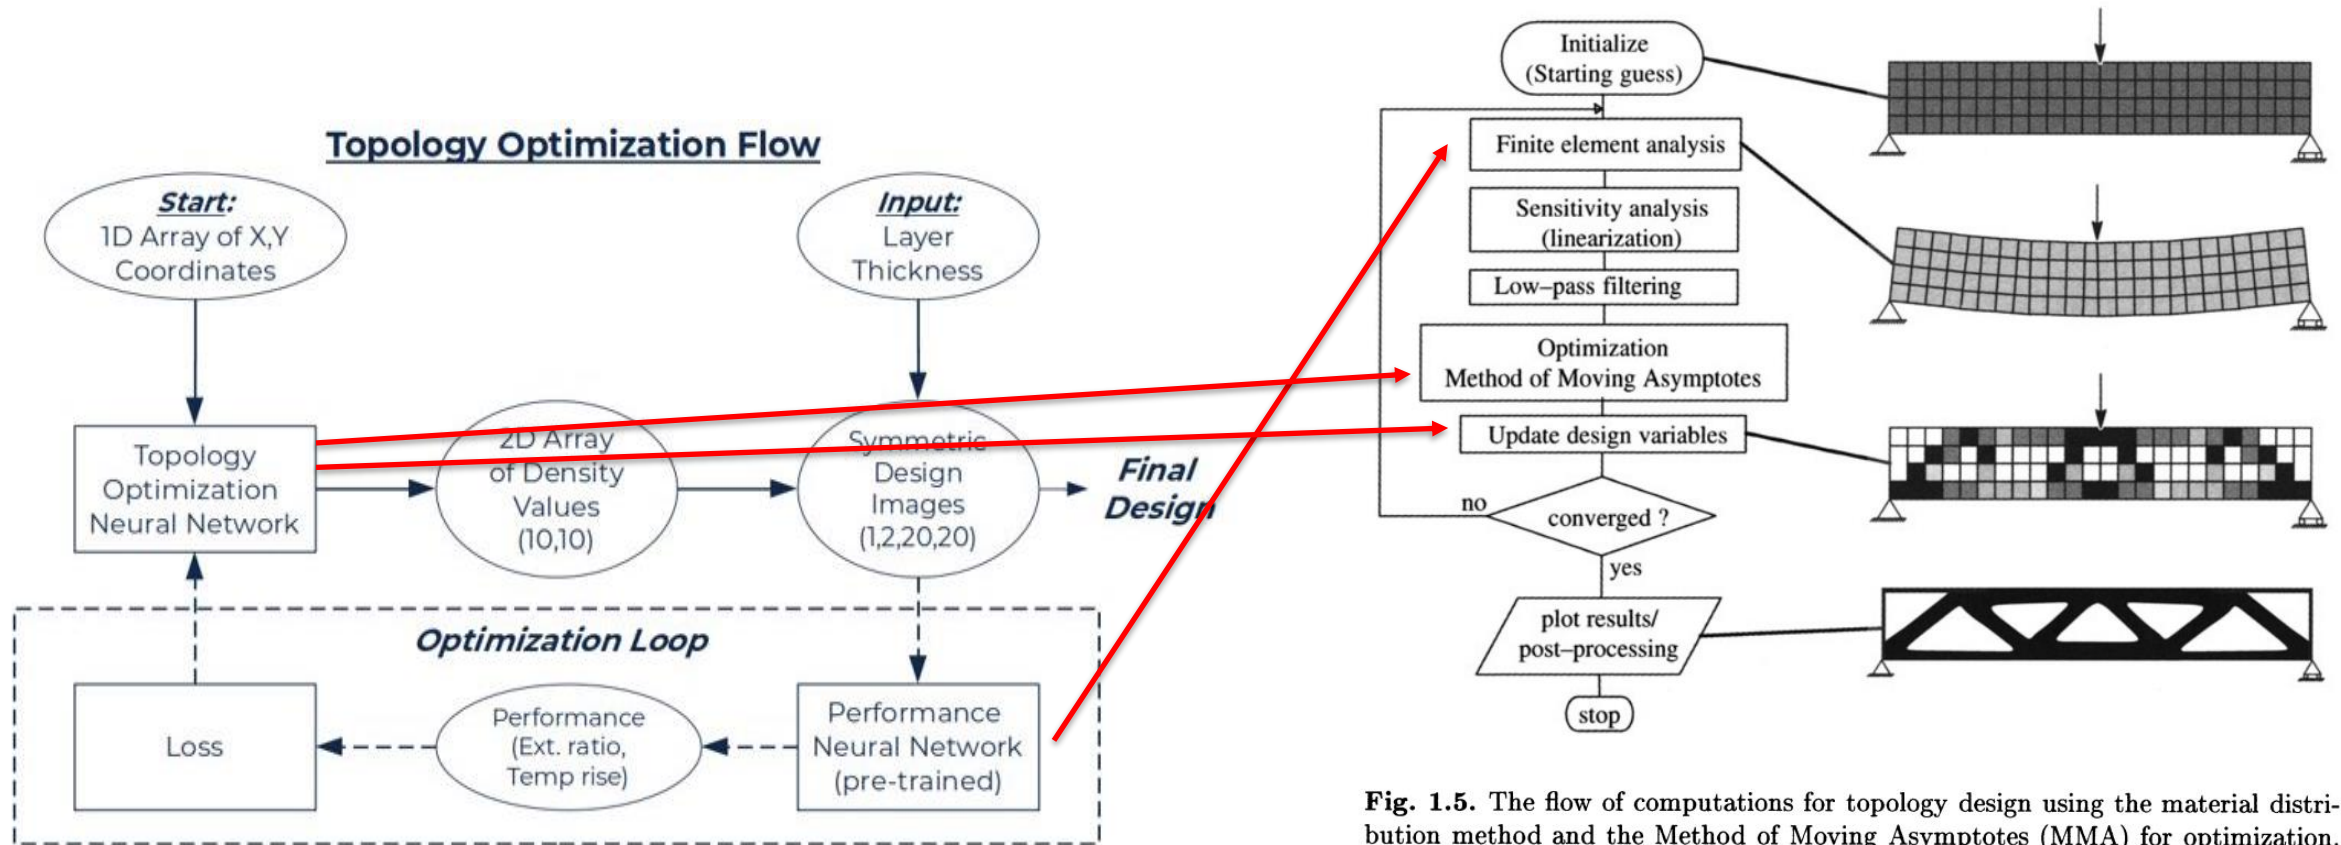 Topology Optimization Flow
Start:
1D Array of X,Y
Coordinates
Input:
Layer
Thickness
Topology
Optimization
Neural Network
2D Array
of Density
Values
(10,10)
Symmetric
Design
Images
(1,2,20,20)
Final
Design
Optimization Loop
Loss
Performance
(Ext. ratio,
Temp rise)
Performance
Neural Network
(pre-trained)
Initialize
(Starting guess)
Finite element analysis
Sensitivity analysis
(linearization)
Low–pass filtering
Optimization
Method of Moving Asymptotes
Update design variables
no
converged ?
yes
plot results/
post–processing
stop
Fig. 1.5. The flow of computations for topology design using the material distri-
bution method and the Method of Moving Asymptotes (MMA) for optimization.